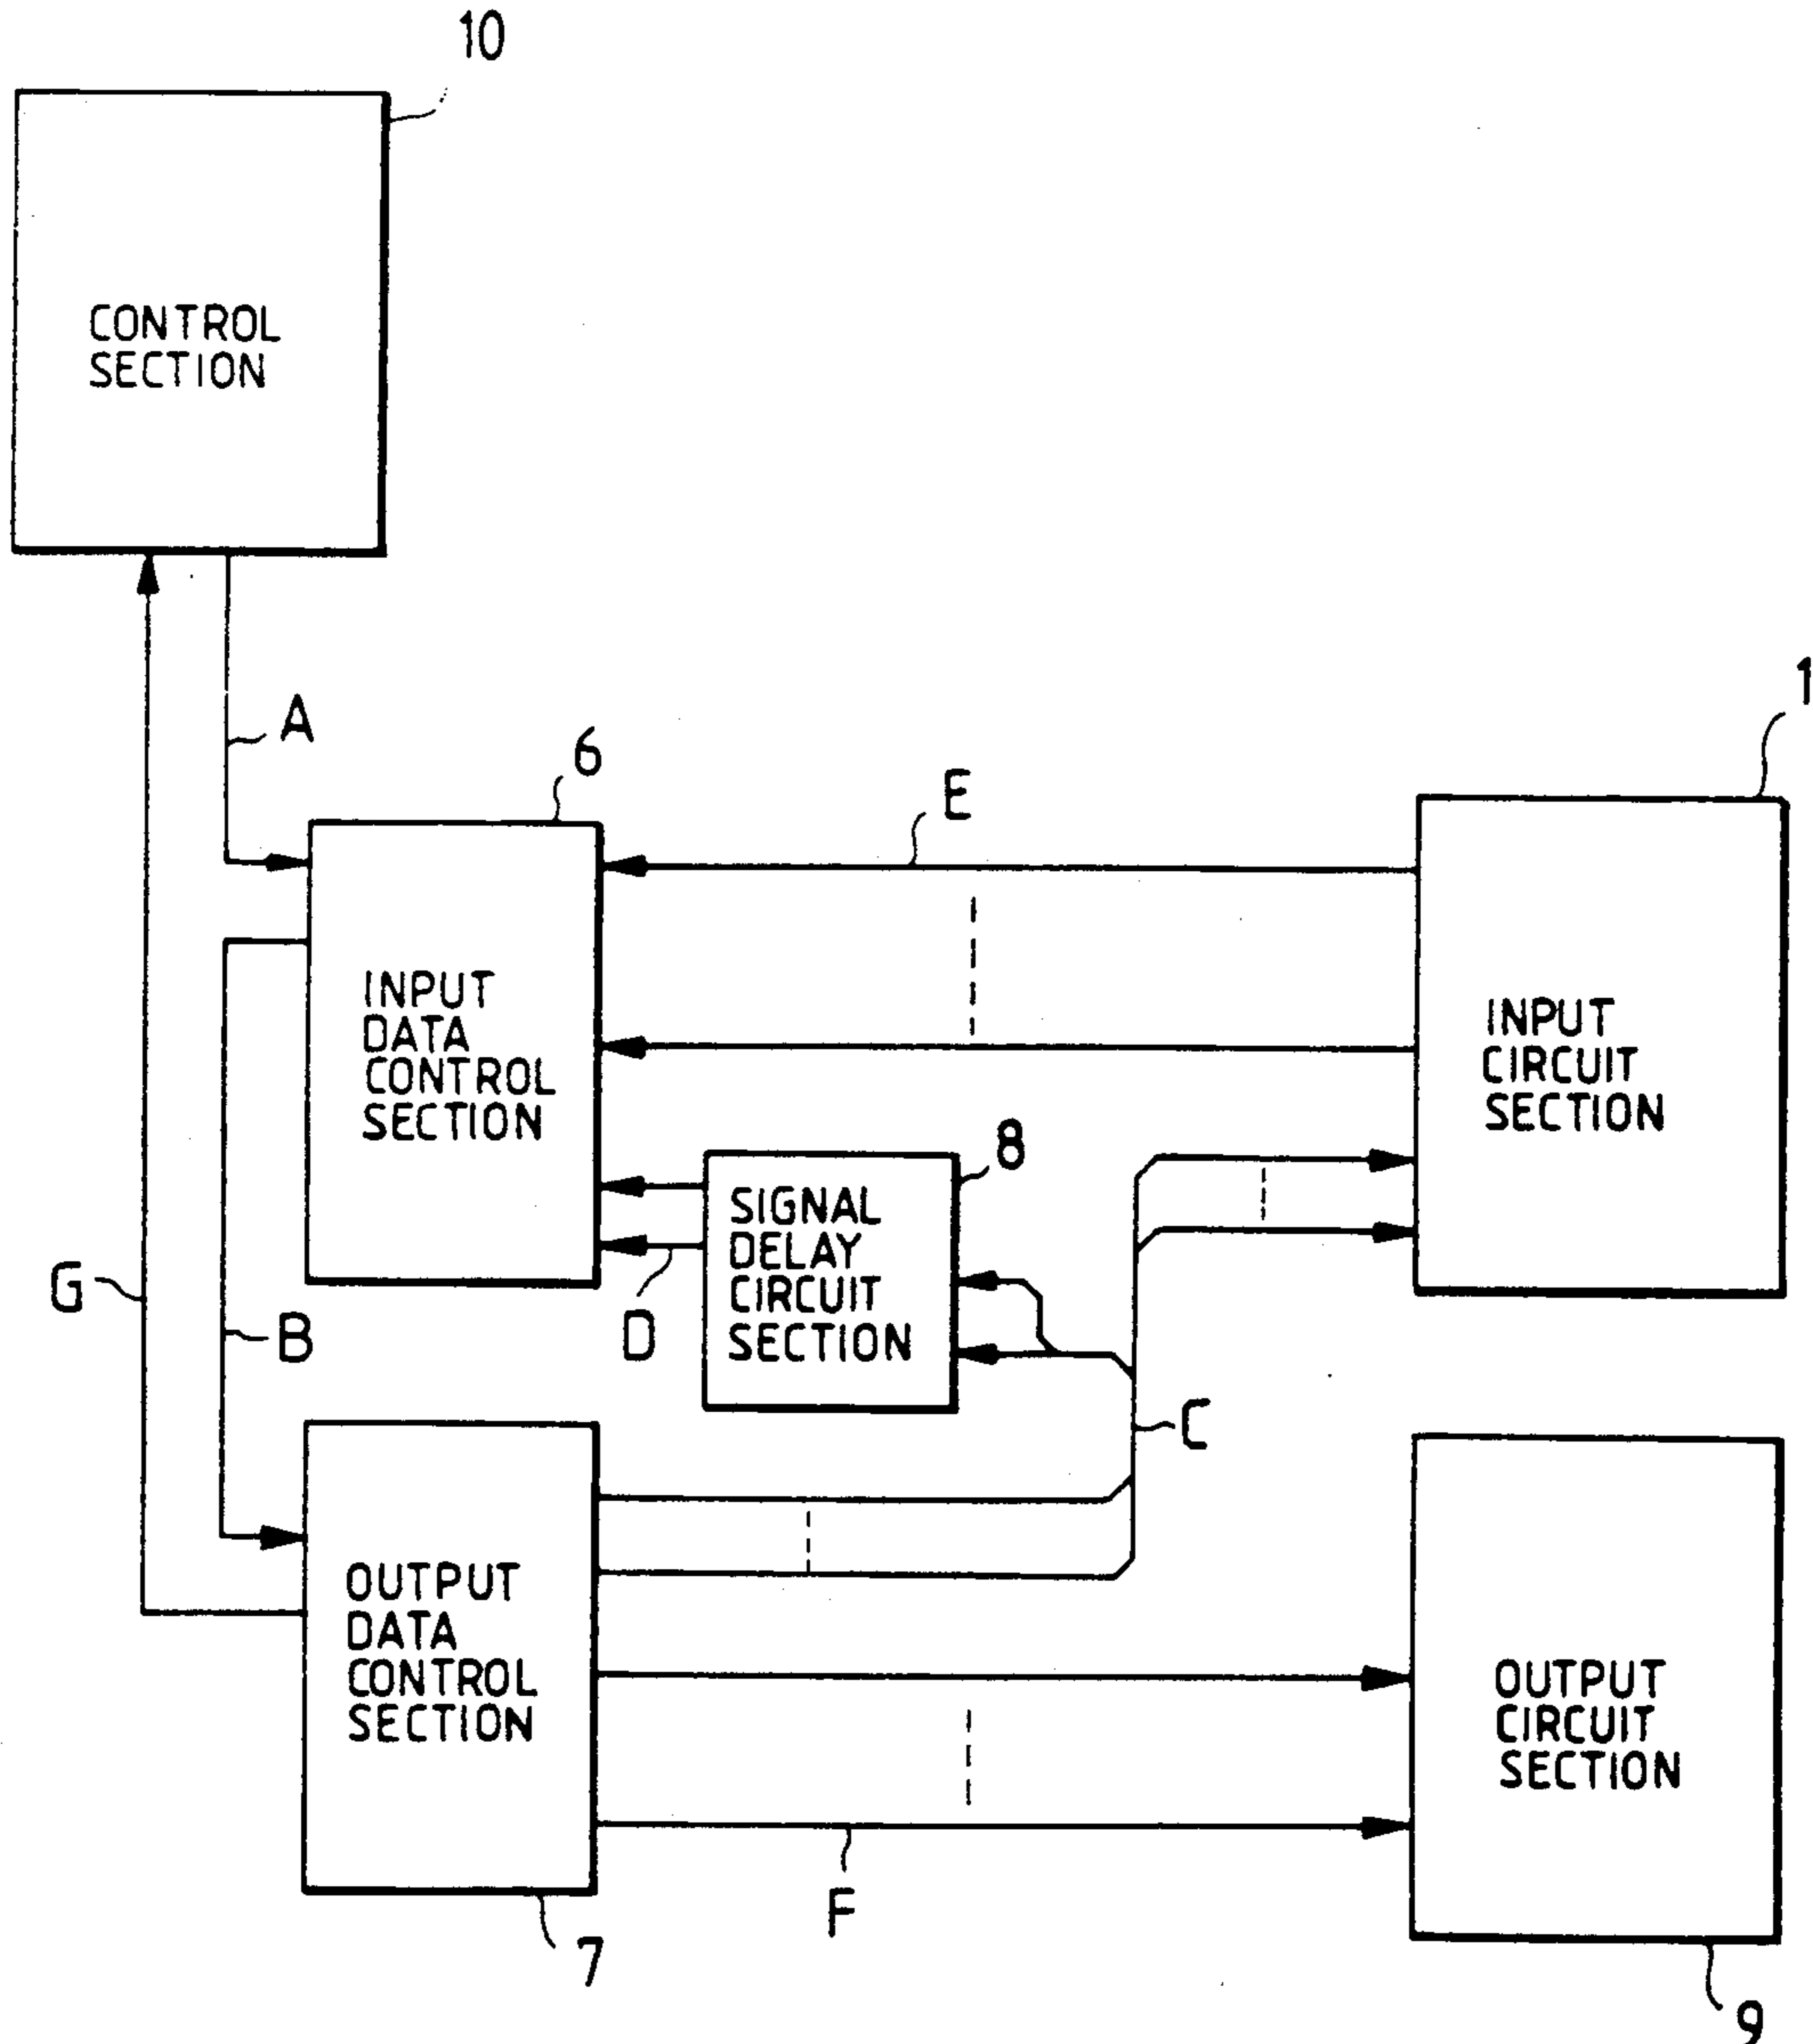 10
CONTROL
SECTION
A
6
E
1
INPUT
DATA
CONTROL
SECTION
INPUT
CIRCUIT
SECTION
8
SIGNAL
DELAY
CIRCUIT
SECTION
G
B
D
C
OUTPUT
DATA
CONTROL
SECTION
OUTPUT
CIRCUIT
SECTION
F
7
9